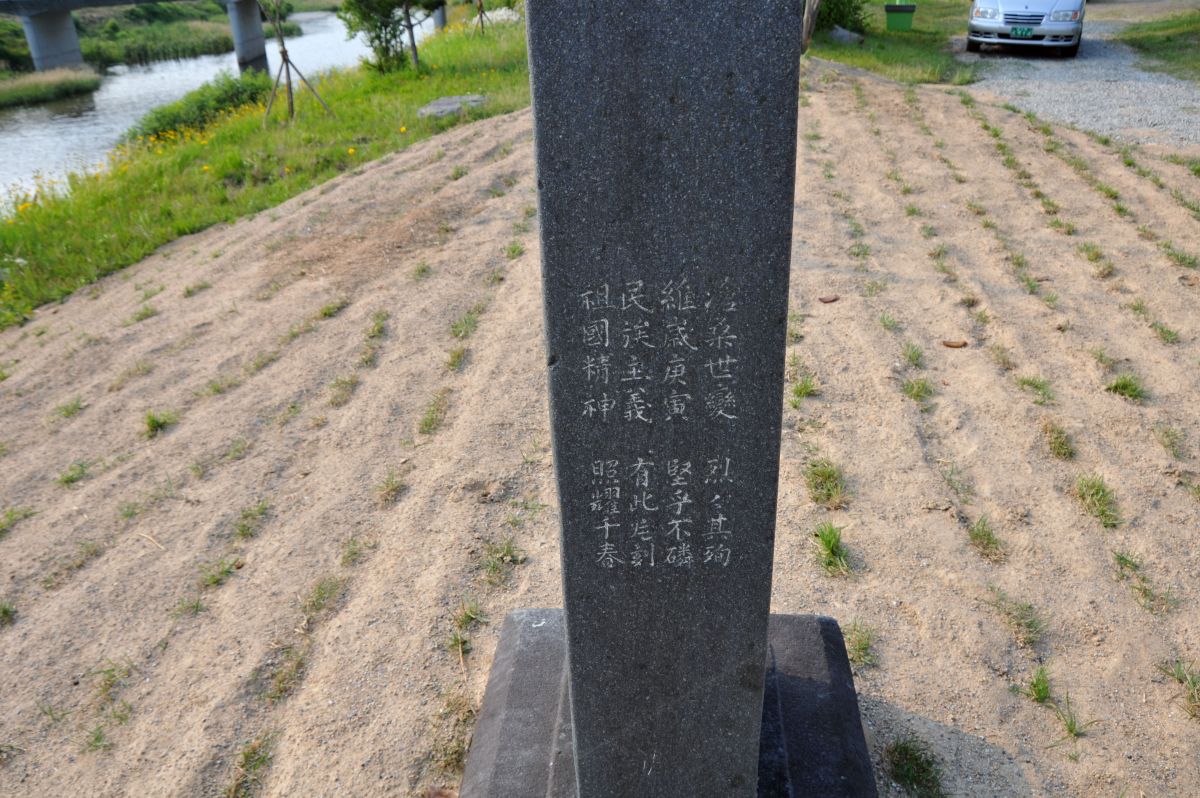 滄桑世變 烈々其殉
維歲庚寅 堅乎不磷
民族主義 有此刻
祖國精神 照耀千春